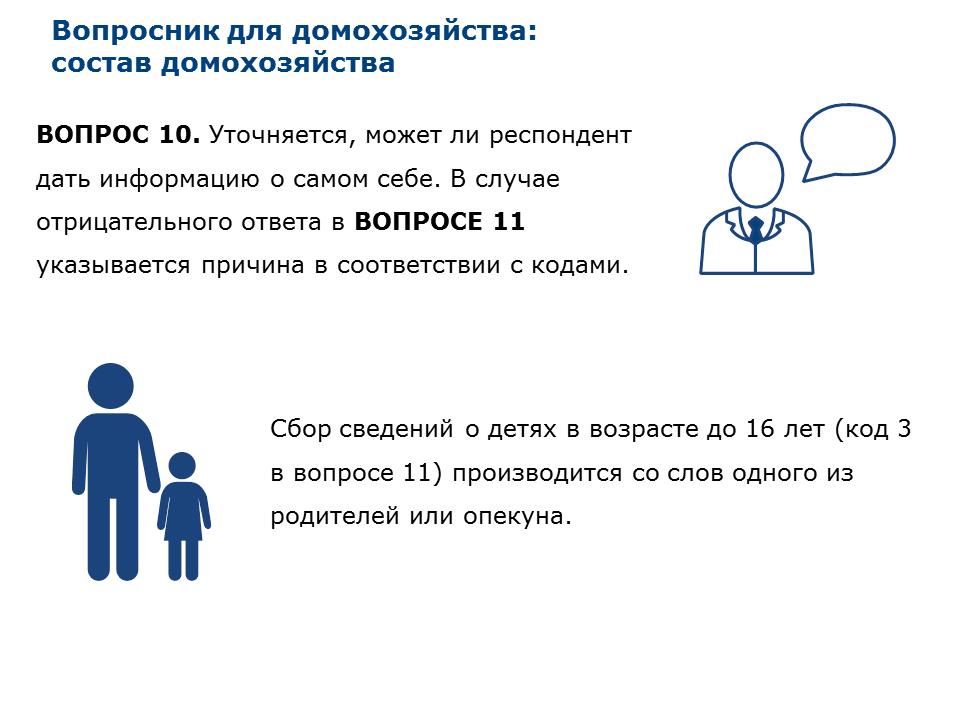 Вопросник для домохозяйства:
состав домохозяйства
ВОПРОС 10. Уточняется, может ли респондент
дать информацию о самом себе. В случае
отрицательного ответа в ВОПРОСЕ 11
указывается причина в соответствии с кодами.
Сбор сведений о детях в возрасте до 16 лет (код 3
в вопросе 11) производится со слов одного из
родителей или опекуна.